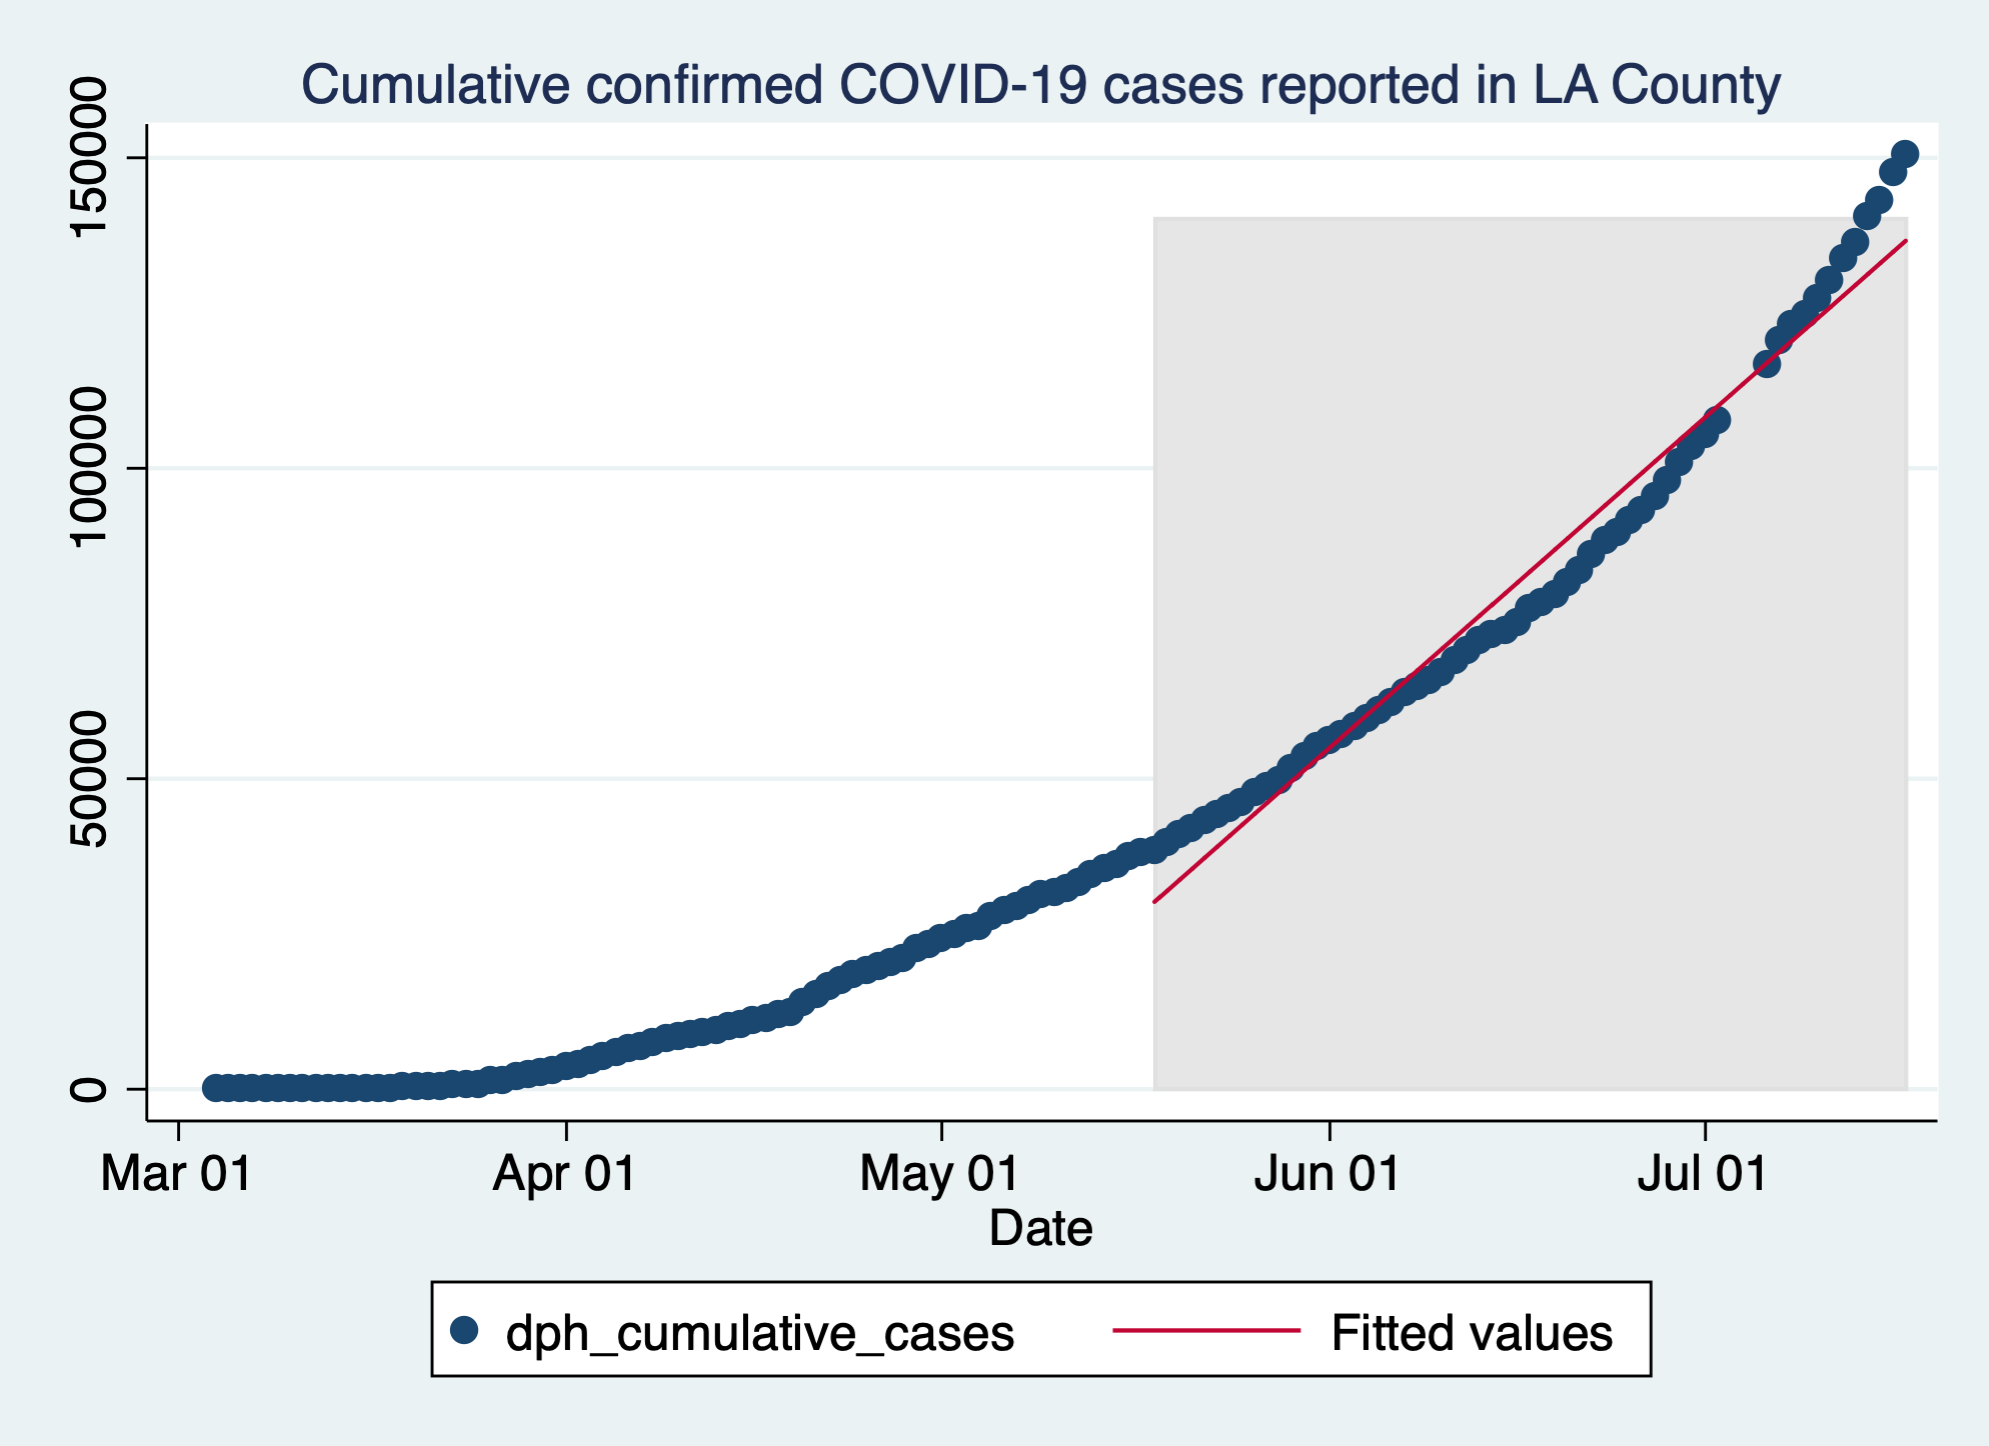 Cumulative confirmed COVID-19 cases reported in LA County
150000
100000
50000
0
Mar 01 Apr 01 May 01 Jun 01 Jul 01
Date
dph_cumulative_cases Fitted values